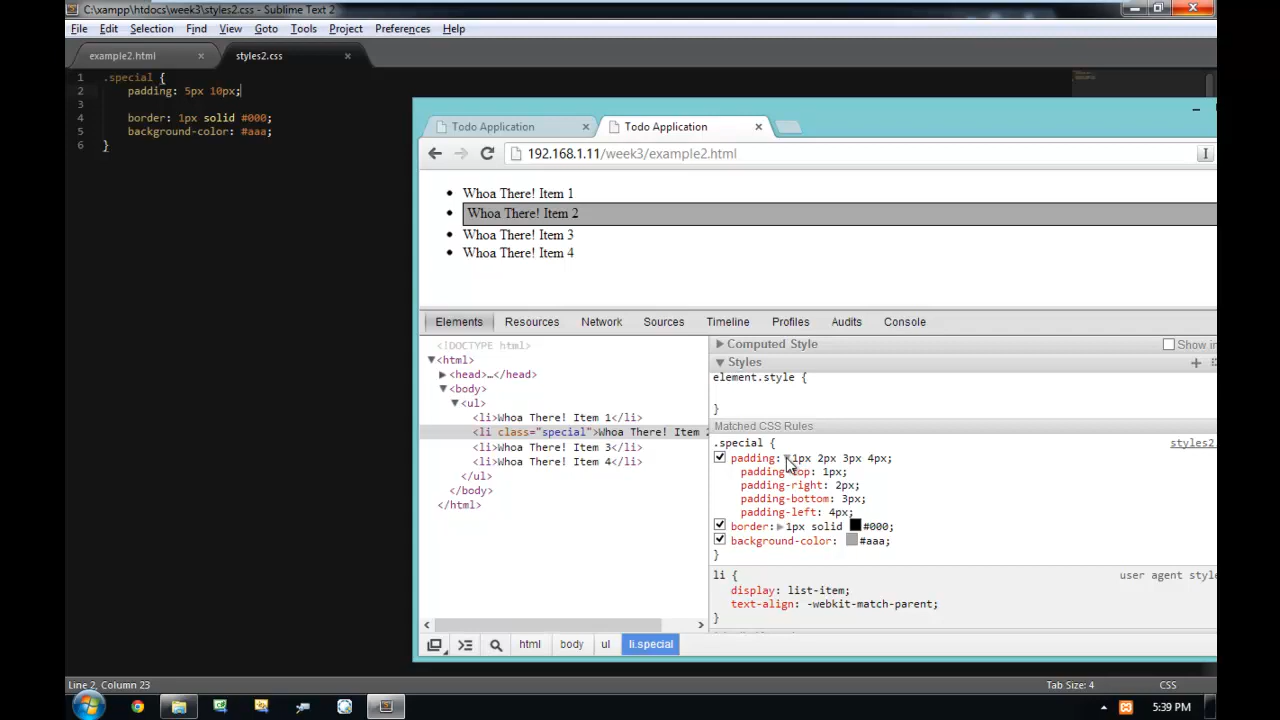 C:\xampp\htdocs\week3\styles2.css - Sublime Text 2
File Edit Selection Find View Goto Tools Project Preferences Help
example2.html × styles2.css ×
1 .special {
2 padding: 5px 10px;
3
4 border: 1px solid #000;
5 background-color: #aaa;
6 }
Todo Application × Todo Application ×
192.168.1.11/week3/example2.html
• Whoa There! Item 1
• Whoa There! Item 2
• Whoa There! Item 3
• Whoa There! Item 4
Elements Resources Network Sources Timeline Profiles Audits Console
<!DOCTYPE html>
▼<html>
▶<head>…</head>
▼<body>
▼<ul>
<li>Whoa There! Item 1</li>
<li class="special">Whoa There! Item 2
<li>Whoa There! Item 3</li>
<li>Whoa There! Item 4</li>
</ul>
</body>
</html>
▶ Computed Style Show in
▼ Styles
element.style {
}
Matched CSS Rules
.special { styles2
padding: 1px 2px 3px 4px;
padding-top: 1px;
padding-right: 2px;
padding-bottom: 3px;
padding-left: 4px;
border:▶1px solid #000;
background-color: #aaa;
}
li { user agent style
display: list-item;
text-align: -webkit-match-parent;
}
html body ul li.special
Line 2, Column 23 Tab Size: 4 CSS
5:39 PM